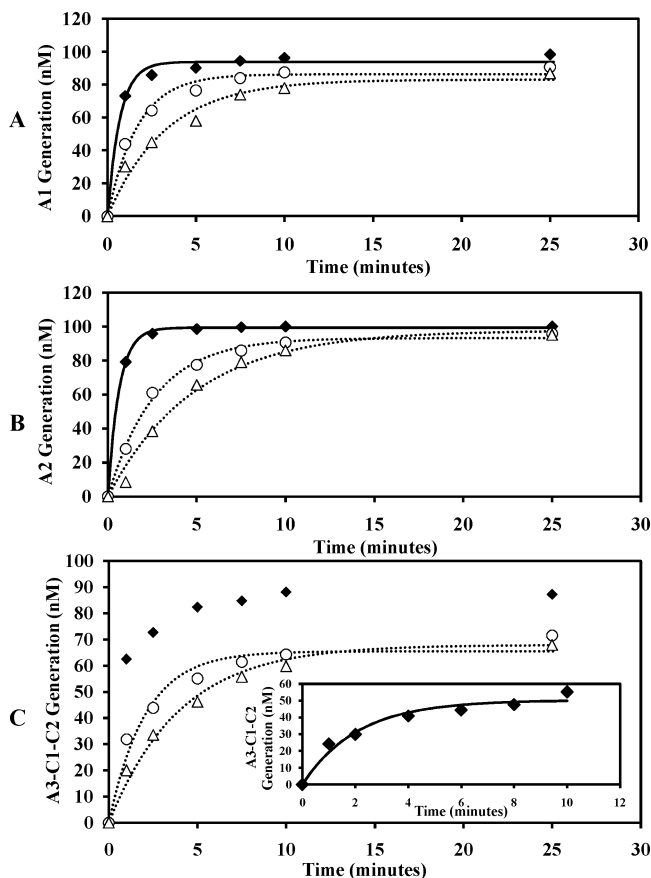 A
A1 Generation (nM)
120
100
80
60
40
20
0
0 5 10 15 20 25 30
Time (minutes)
B
A2 Generation (nM)
120
100
80
60
40
20
0
0 5 10 15 20 25 30
Time (minutes)
C
A3-C1-C2 Generation (nM)
100
90
80
70
60
50
40
30
20
10
0
0 5 10 15 20 25 30
Time (minutes)
A3-C1-C2
Generation (nM)
60
50
40
30
20
10
0
0 2 4 6 8 10 12
Time (minutes)